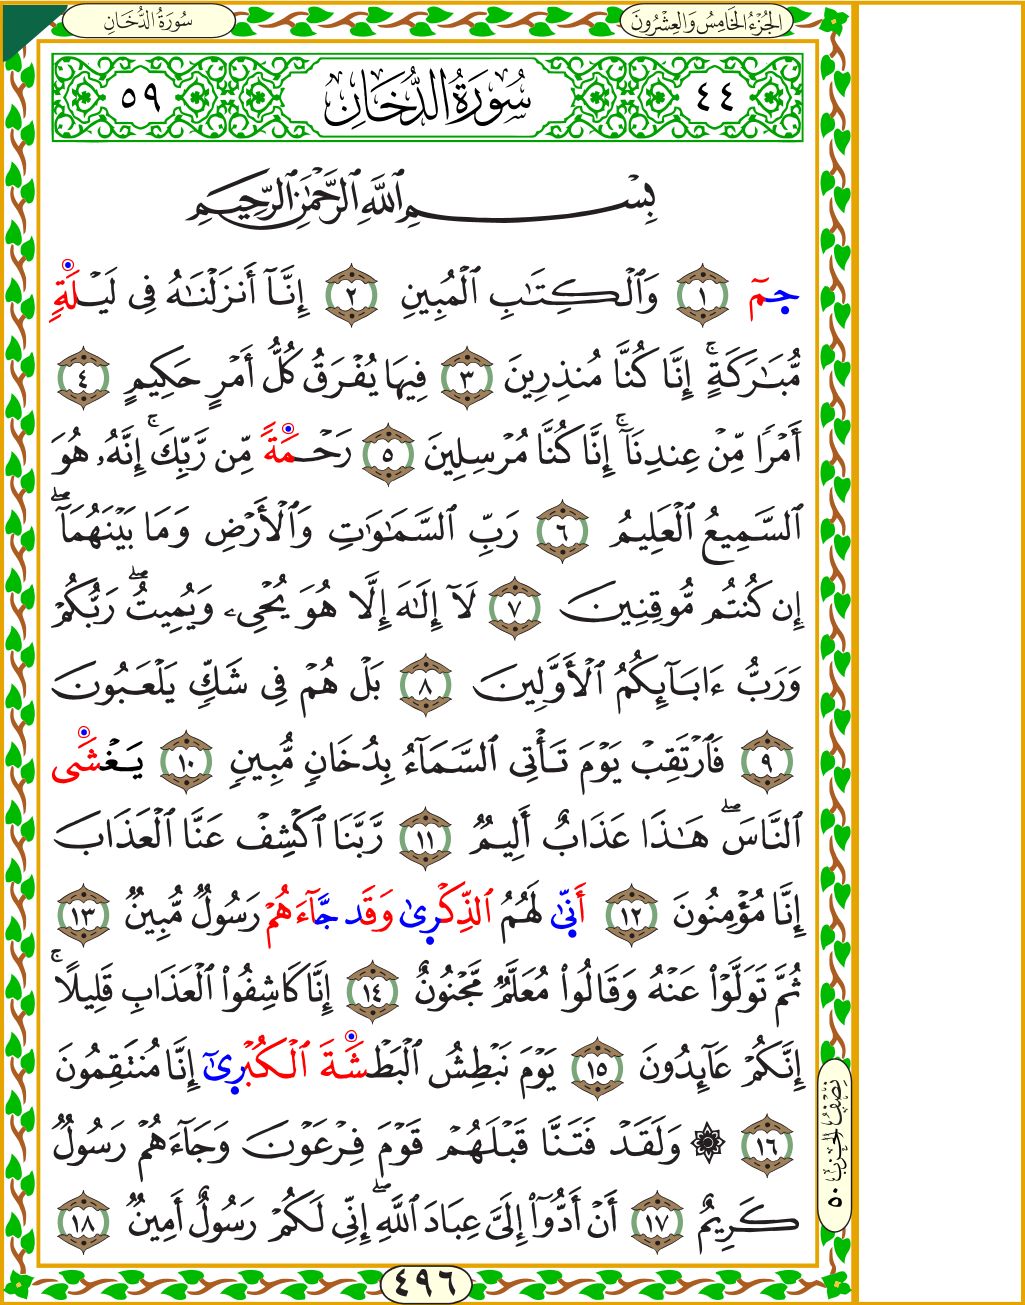 سُورَةُ الدُّخَانِ الجُزْءُ الخَامِسُ وَالعِشْرُونَ
٤٤ سُورَةُ الدُّخَانِ ٥٩
بِسْمِ ٱللَّهِ ٱلرَّحْمَٰنِ ٱلرَّحِيمِ
حمٓ ١ وَٱلْكِتَٰبِ ٱلْمُبِينِ ٢ إِنَّآ أَنزَلْنَٰهُ فِى لَيْلَةٍ
مُّبَٰرَكَةٍ ۚ إِنَّا كُنَّا مُنذِرِينَ ٣ فِيهَا يُفْرَقُ كُلُّ أَمْرٍ حَكِيمٍ ٤
أَمْرًا مِّنْ عِندِنَآ ۚ إِنَّا كُنَّا مُرْسِلِينَ ٥ رَحْمَةً مِّن رَّبِّكَ ۚ إِنَّهُۥ هُوَ
ٱلسَّمِيعُ ٱلْعَلِيمُ ٦ رَبِّ ٱلسَّمَٰوَٰتِ وَٱلْأَرْضِ وَمَا بَيْنَهُمَآ ۖ
إِن كُنتُم مُّوقِنِينَ ٧ لَآ إِلَٰهَ إِلَّا هُوَ يُحْىِۦ وَيُمِيتُ ۖ رَبُّكُمْ
وَرَبُّ ءَابَآئِكُمُ ٱلْأَوَّلِينَ ٨ بَلْ هُمْ فِى شَكٍّ يَلْعَبُونَ
٩ فَٱرْتَقِبْ يَوْمَ تَأْتِى ٱلسَّمَآءُ بِدُخَانٍ مُّبِينٍ ١٠ يَغْشَى
ٱلنَّاسَ ۖ هَٰذَا عَذَابٌ أَلِيمٌ ١١ رَّبَّنَا ٱكْشِفْ عَنَّا ٱلْعَذَابَ
إِنَّا مُؤْمِنُونَ ١٢ أَنَّىٰ لَهُمُ ٱلذِّكْرِىٰ وَقَد جَّآءَهُمْ رَسُولٌ مُّبِينٌ ١٣
ثُمَّ تَوَلَّوْا۟ عَنْهُ وَقَالُوا۟ مُعَلَّمٌ مَّجْنُونٌ ١٤ إِنَّا كَاشِفُوا۟ ٱلْعَذَابِ قَلِيلًا ۚ
إِنَّكُمْ عَآئِدُونَ ١٥ يَوْمَ نَبْطِشُ ٱلْبَطْشَةَ ٱلْكُبْرِىٰٓ إِنَّا مُنتَقِمُونَ
١٦ ۞ وَلَقَدْ فَتَنَّا قَبْلَهُمْ قَوْمَ فِرْعَوْنَ وَجَآءَهُمْ رَسُولٌ
كَرِيمٌ ١٧ أَنْ أَدُّوٓا۟ إِلَىَّ عِبَادَ ٱللَّهِ ۖ إِنِّى لَكُمْ رَسُولٌ أَمِينٌ ١٨
نِصْفُ الحِزْبِ ٥٠
٤٩٦